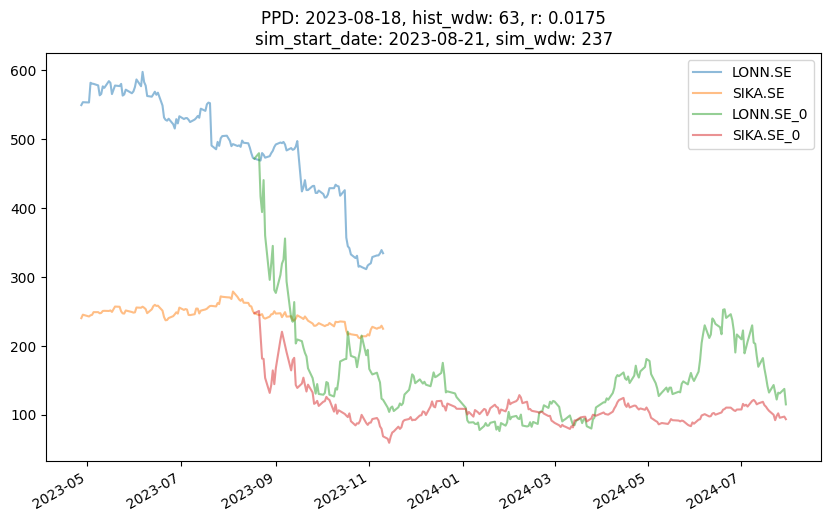 PPD: 2023-08-18, hist_wdw: 63, r: 0.0175
sim_start_date: 2023-08-21, sim_wdw: 237
LONN.SE
SIKA.SE
LONN.SE_0
SIKA.SE_0
600
500
400
300
200
100
2023-05
2023-07
2023-09
2023-11
2024-01
2024-03
2024-05
2024-07